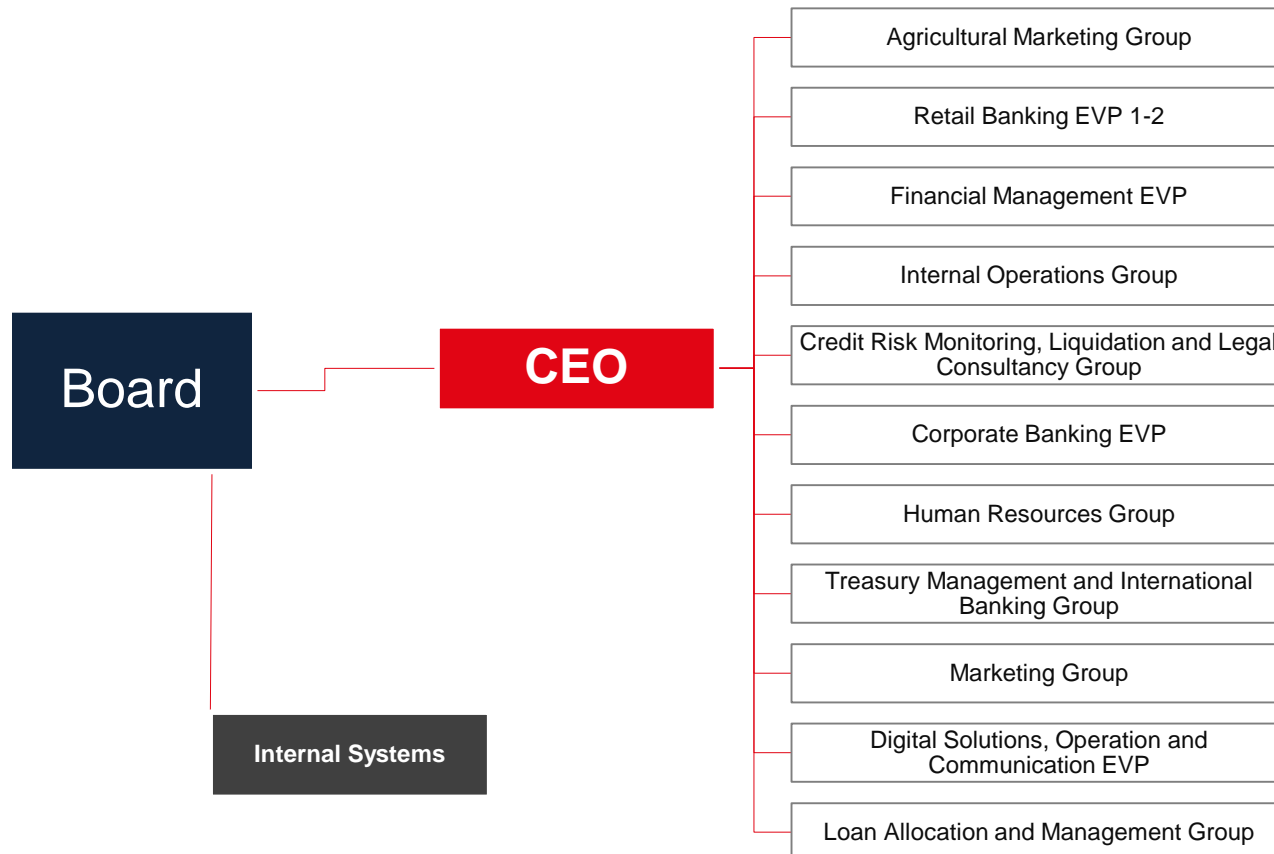 Board
CEO
Internal Systems
Agricultural Marketing Group
Retail Banking EVP 1-2
Financial Management EVP
Internal Operations Group
Credit Risk Monitoring, Liquidation and Legal
Consultancy Group
Corporate Banking EVP
Human Resources Group
Treasury Management and International
Banking Group
Marketing Group
Digital Solutions, Operation and
Communication EVP
Loan Allocation and Management Group